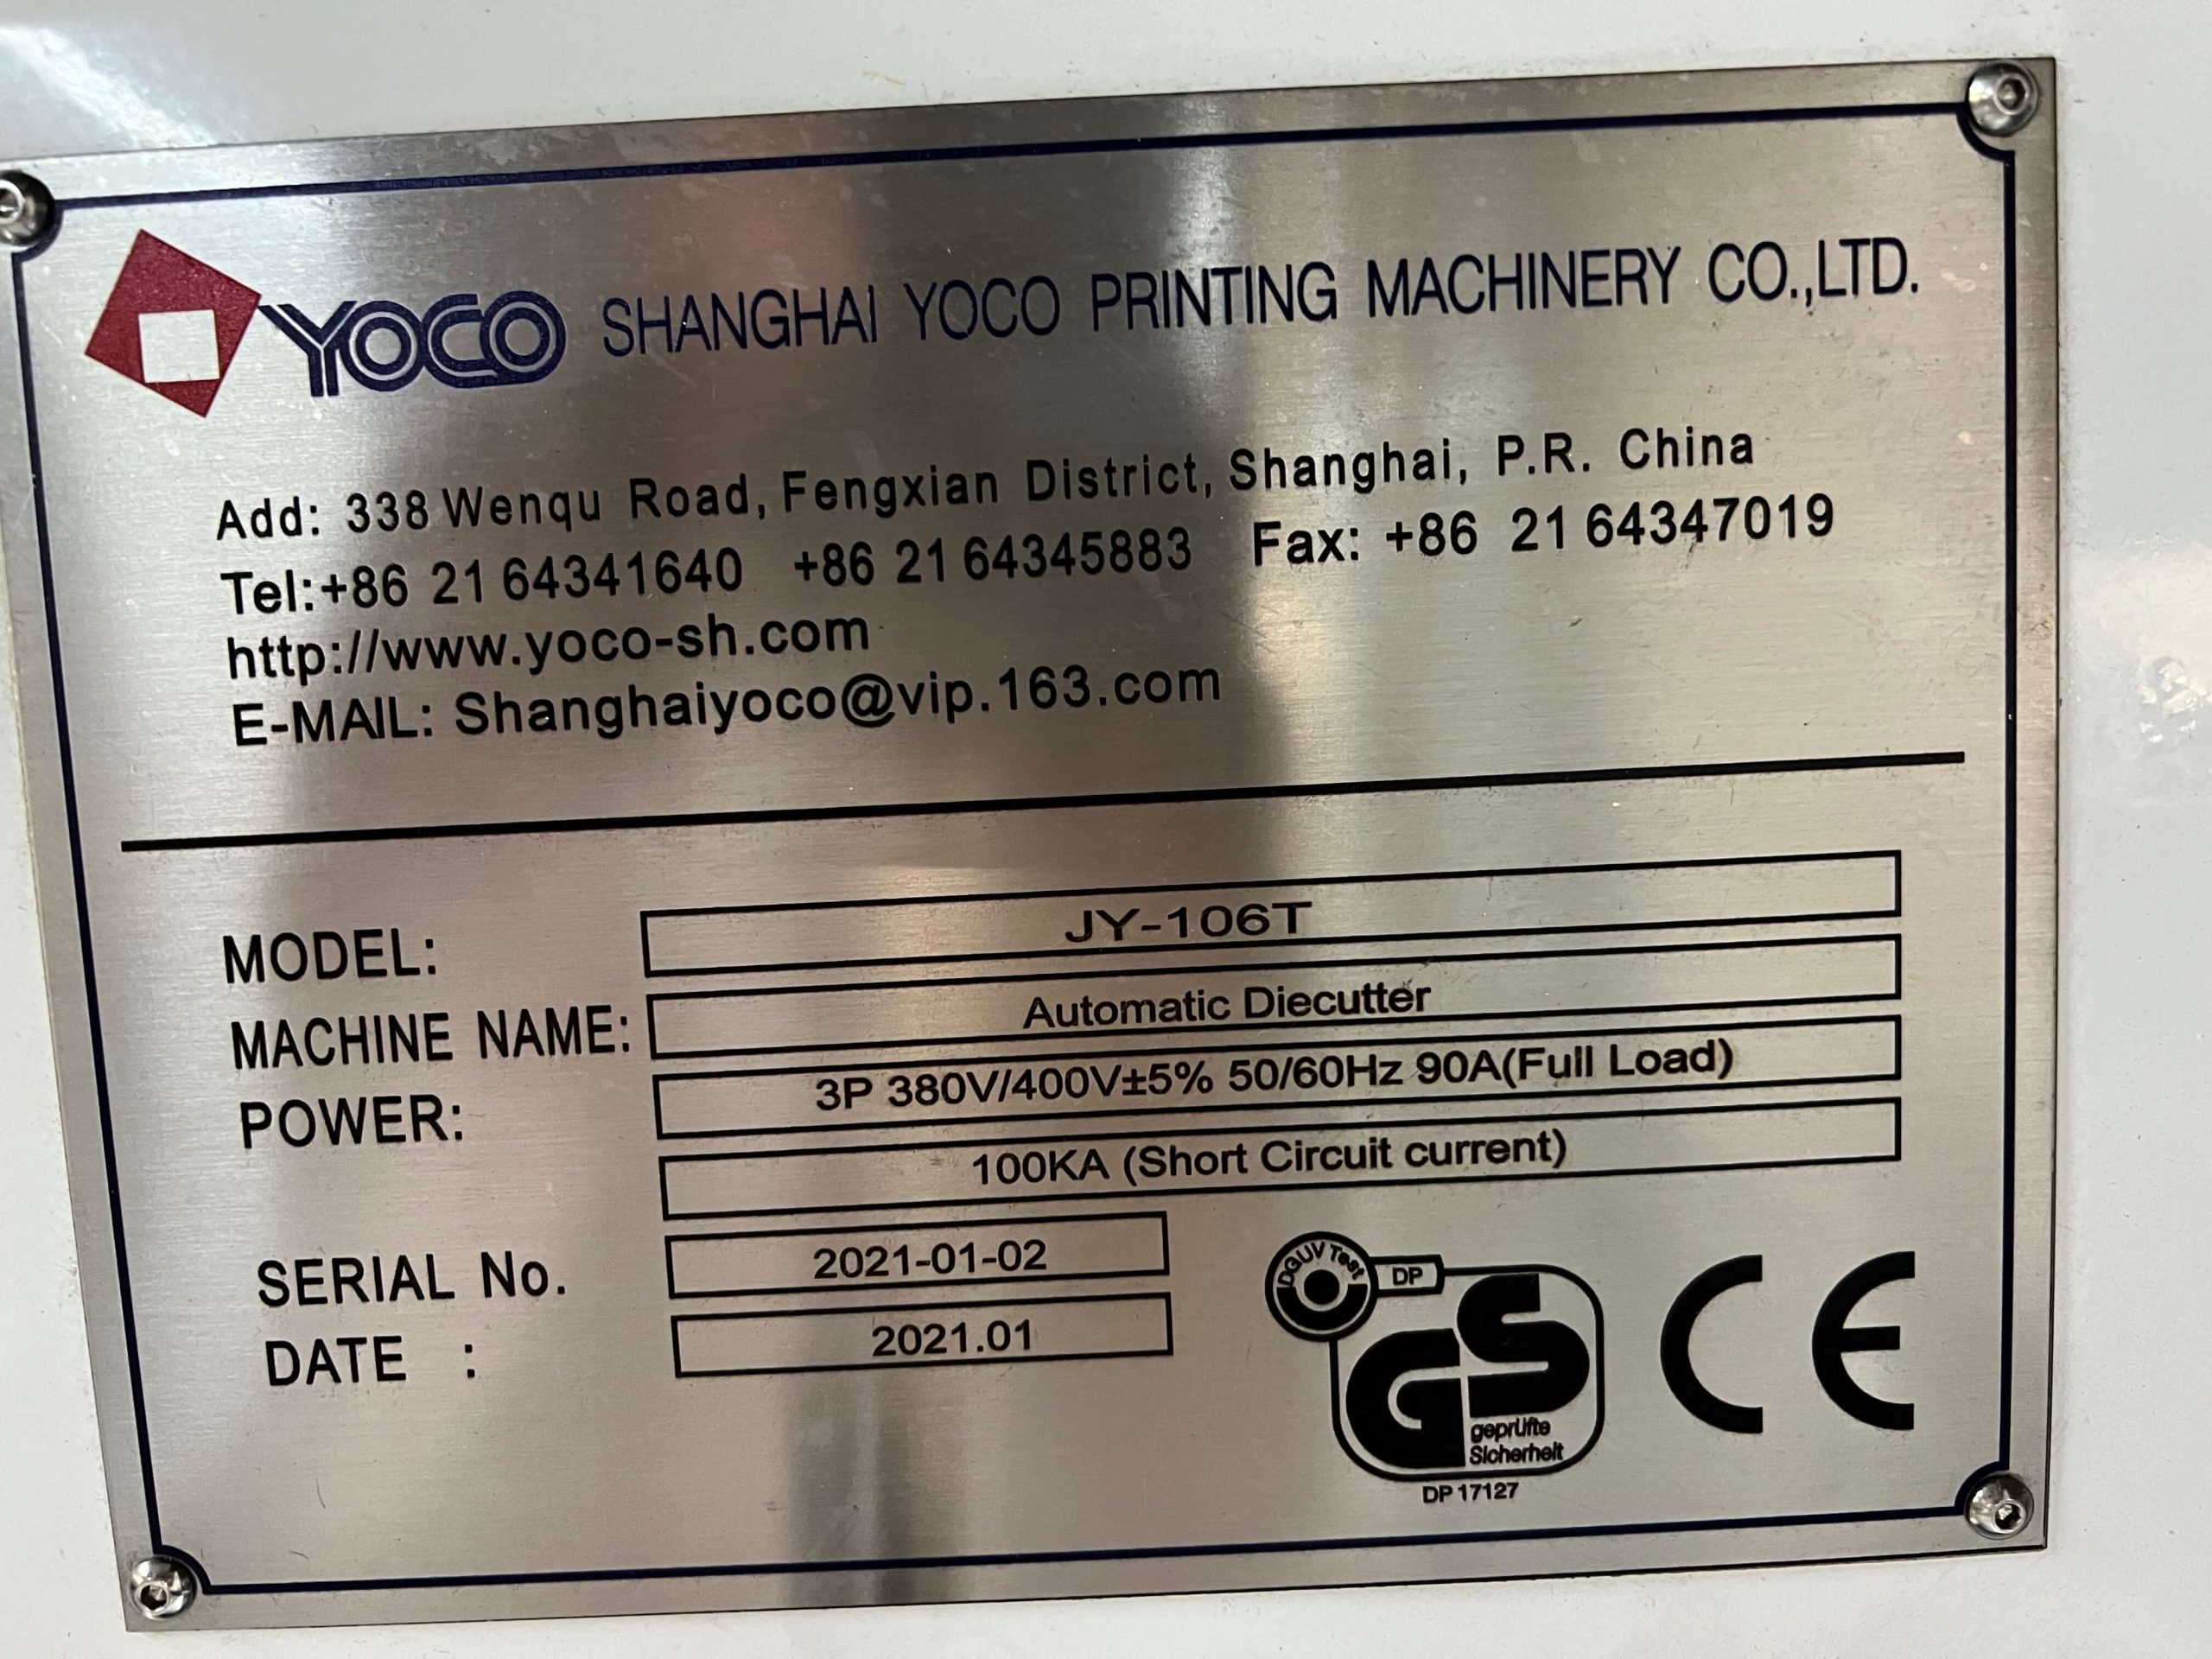 YOCO SHANGHAI YOCO PRINTING MACHINERY CO.,LTD.
Add: 338 Wenqu Road, Fengxian District, Shanghai, P.R. China
Tel:+86 21 64341640 +86 21 64345883 Fax: +86 21 64347019
http://www.yoco-sh.com
E-MAIL: Shanghaiyoco@vip.163.com
MODEL: JY-106T
MACHINE NAME: Automatic Diecutter
POWER: 3P 380V/400V±5% 50/60Hz 90A(Full Load)
100KA (Short Circuit current)
SERIAL No. 2021-01-02
DATE : 2021.01
DGUV Test DP
GS
geprüfte
Sicherheit
DP 17127
CE